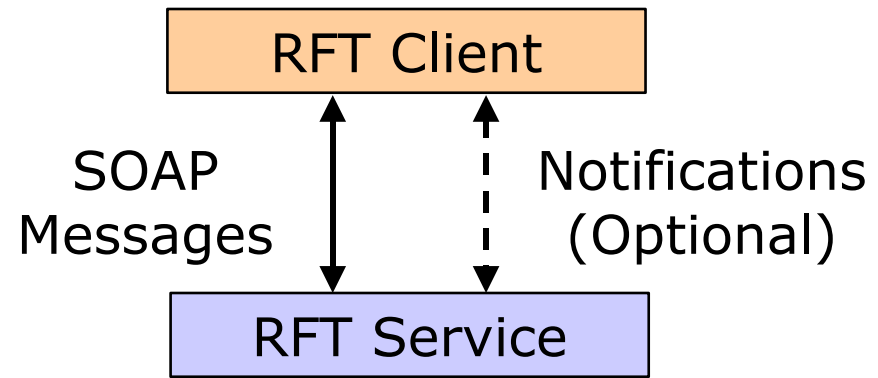 RFT Client
SOAP
Messages
Notifications
(Optional)
RFT Service